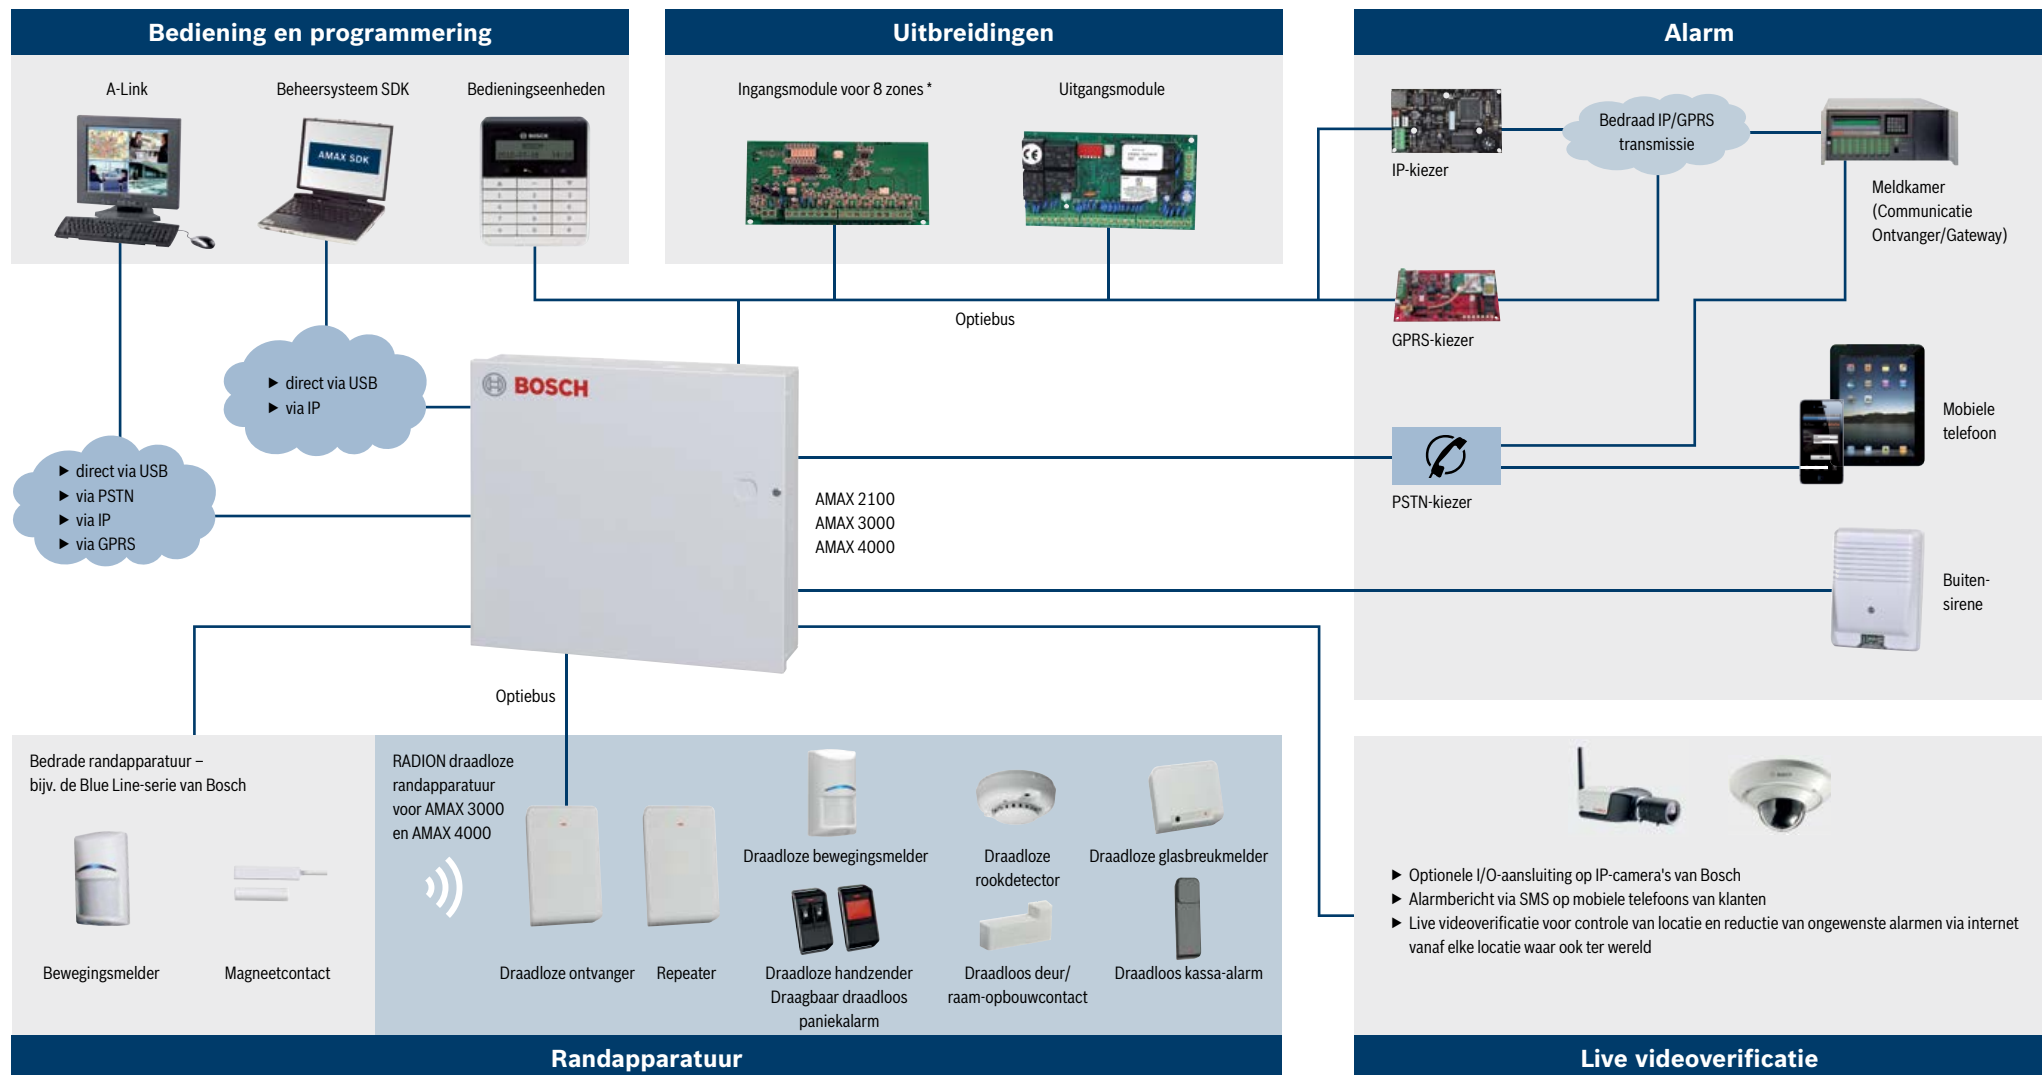 Bediening en programmering
A-Link
Beheersysteem SDK
Bedieningseenheden
AMAX SDK
BOSCH
BOSCH
Uitbreidingen
Ingangsmodule voor 8 zones *
Uitgangsmodule
Alarm
IP-kiezer
Bedraad IP/GPRS
transmissie
Meldkamer
(Communicatie
Ontvanger/Gateway)
GPRS-kiezer
Mobiele
telefoon
PSTN-kiezer
Buiten-
sirene
Optiebus
▶ direct via USB
▶ via IP
▶ direct via USB
▶ via PSTN
▶ via IP
▶ via GPRS
BOSCH
AMAX 2100
AMAX 3000
AMAX 4000
Optiebus
Bedrade randapparatuur –
bijv. de Blue Line-serie van Bosch
Bewegingsmelder
Magneetcontact
RADION draadloze
randapparatuur
voor AMAX 3000
en AMAX 4000
Draadloze ontvanger
Repeater
Draadloze bewegingsmelder
Draadloze
rookdetector
Draadloze glasbreukmelder
Draadloze handzender
Draagbaar draadloos
paniekalarm
Draadloos deur/
raam-opbouwcontact
Draadloos kassa-alarm
Randapparatuur
▶ Optionele I/O-aansluiting op IP-camera's van Bosch
▶ Alarmbericht via SMS op mobiele telefoons van klanten
▶ Live videoverificatie voor controle van locatie en reductie van ongewenste alarmen via internet
vanaf elke locatie waar ook ter wereld
Live videoverificatie